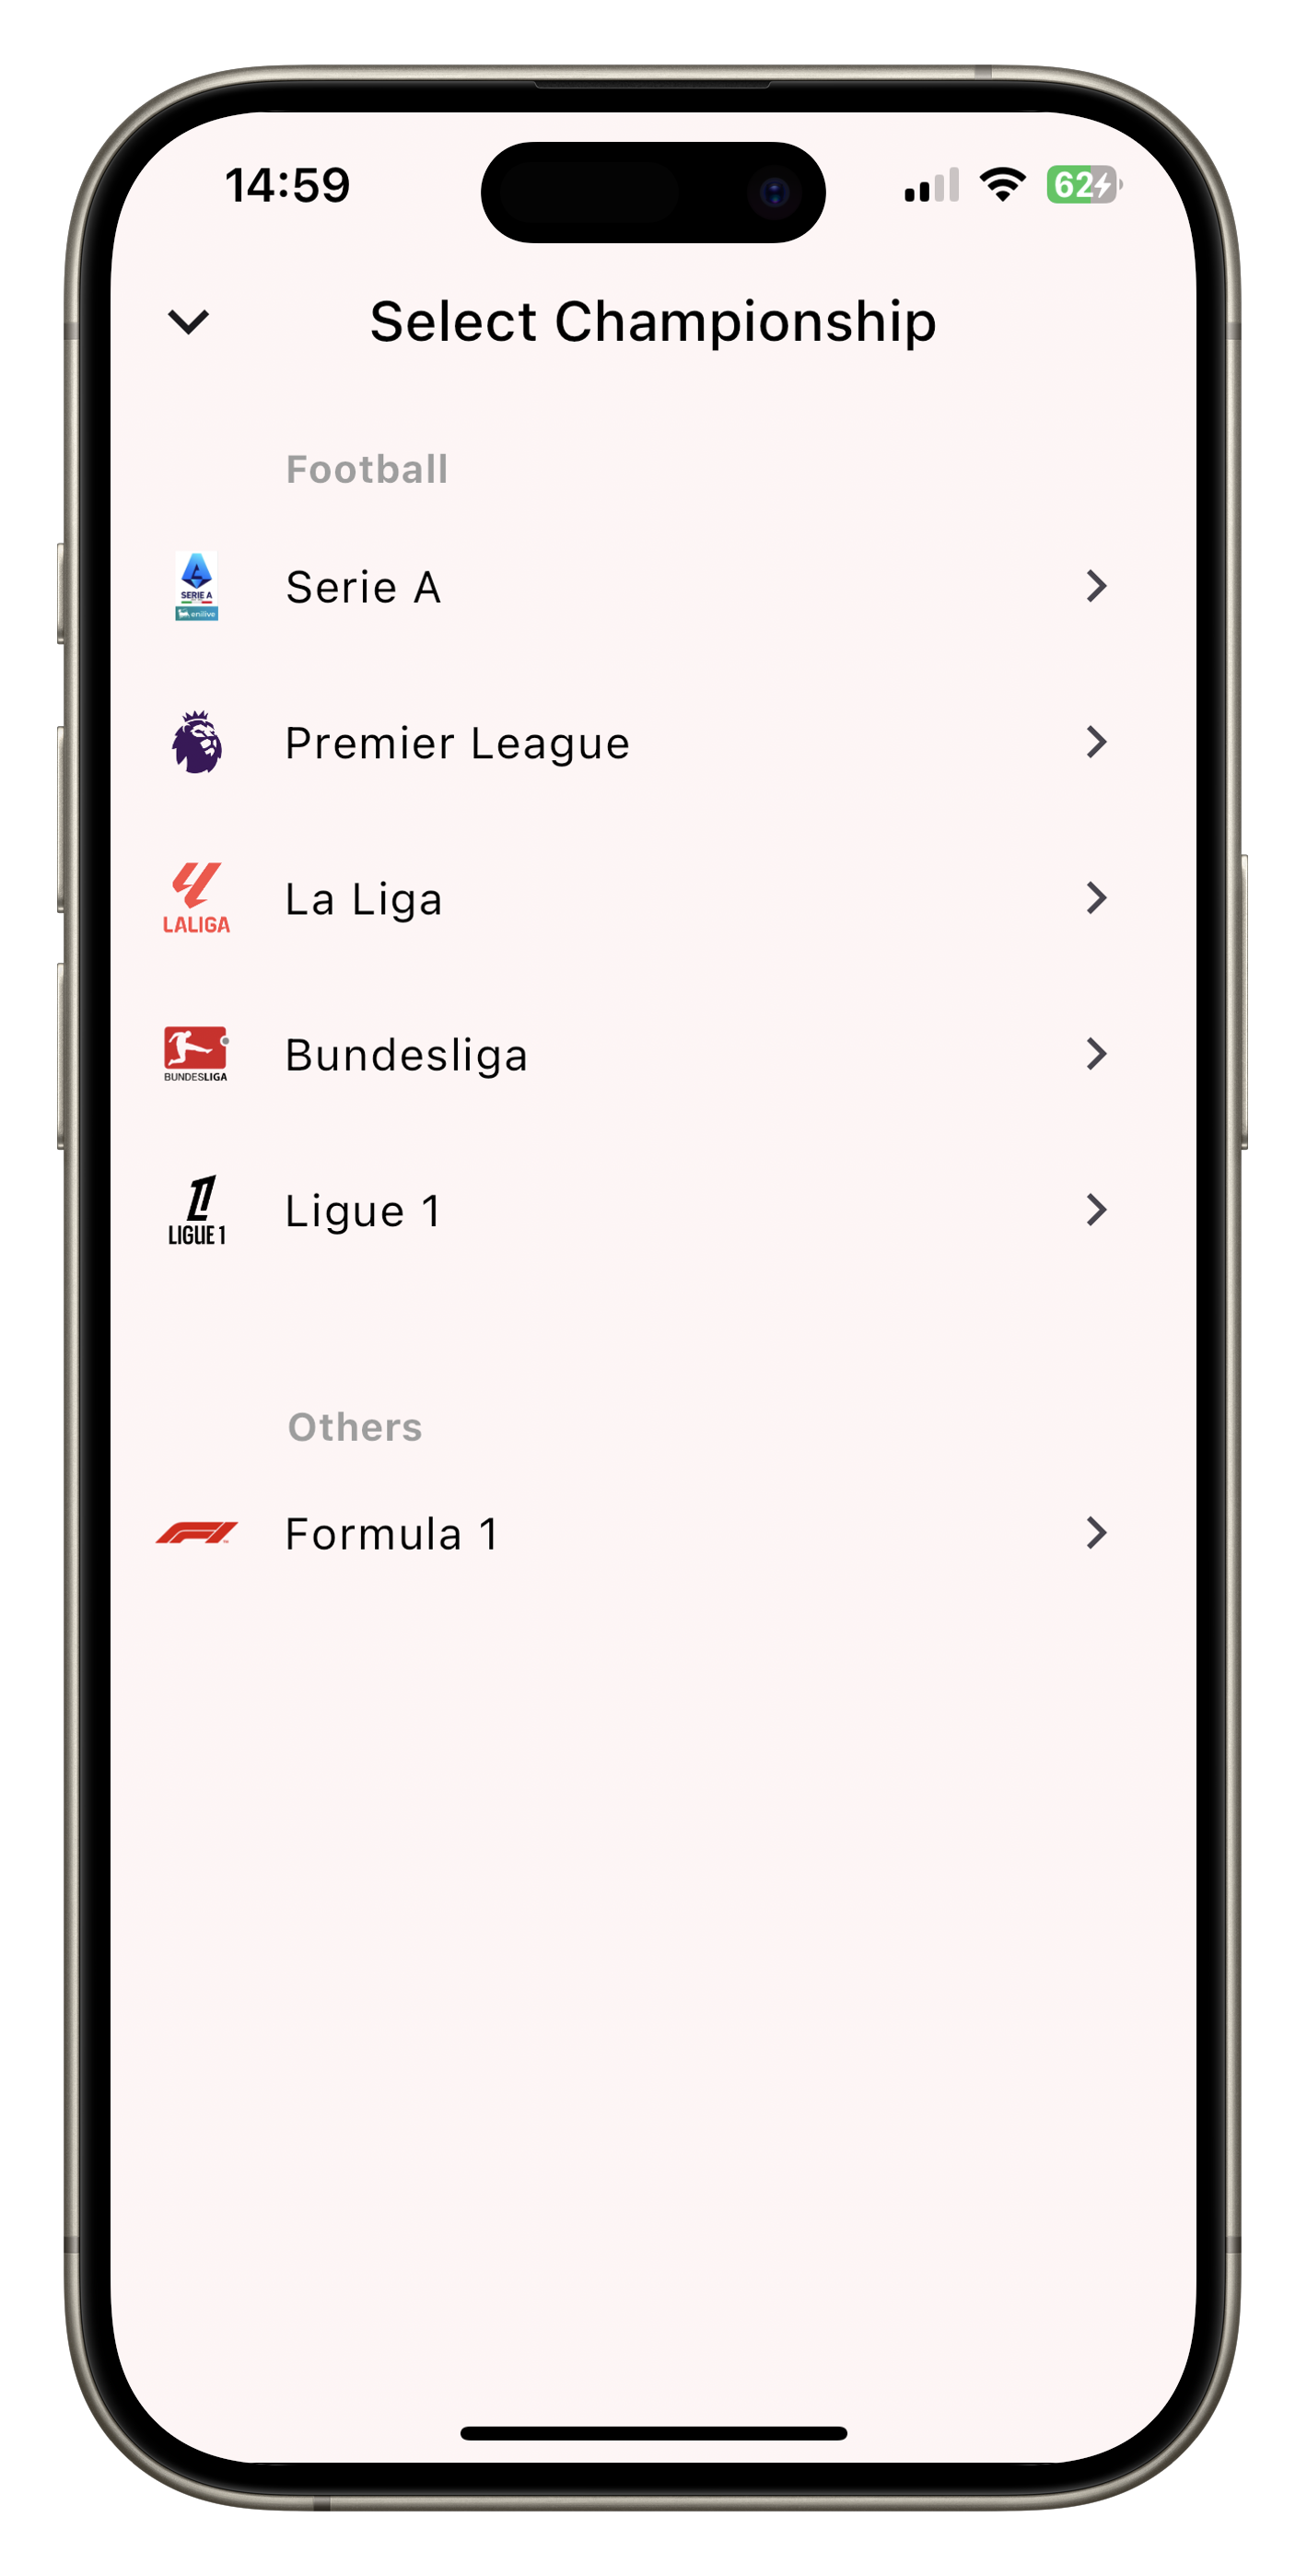 14:59
62
Select Championship
Football
SERIE A
enilive
Serie A
Premier League
LALIGA
La Liga
BUNDESLIGA
Bundesliga
LIGUE 1
Ligue 1
Others
F1
Formula 1